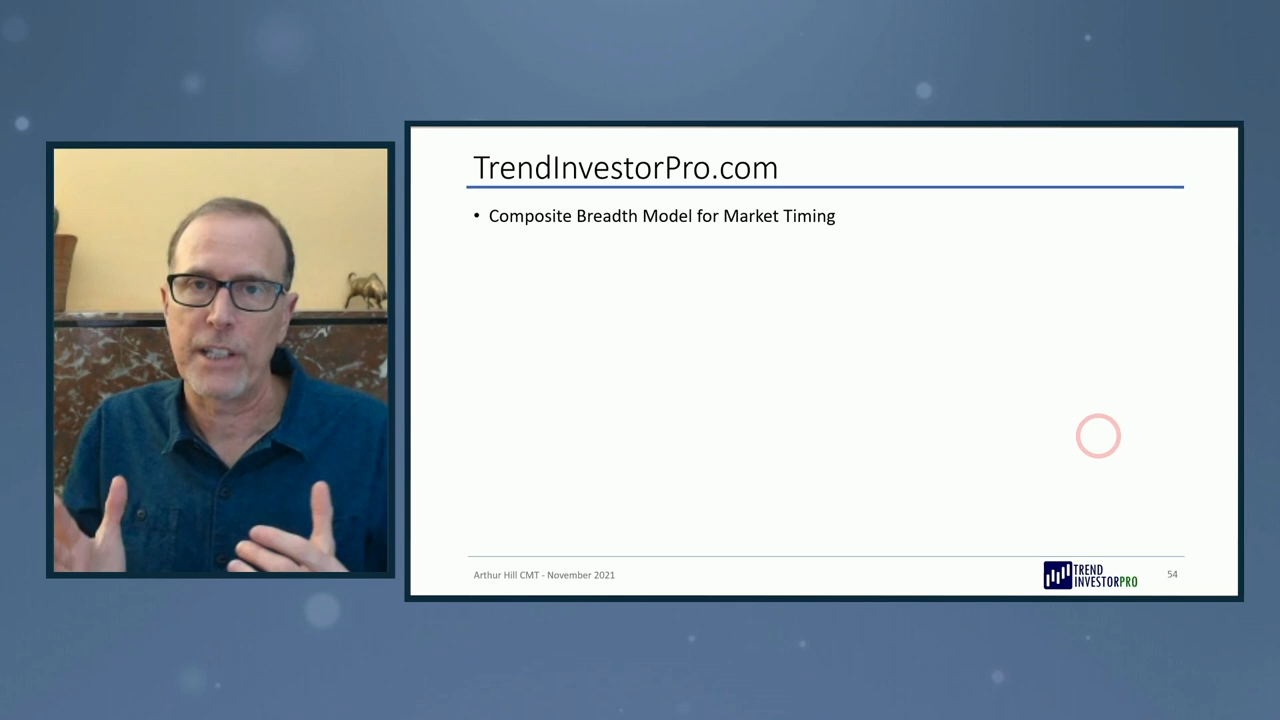 TrendInvestorPro.com
• Composite Breadth Model for Market Timing
Arthur Hill CMT - November 2021
TREND
INVESTORPRO
54